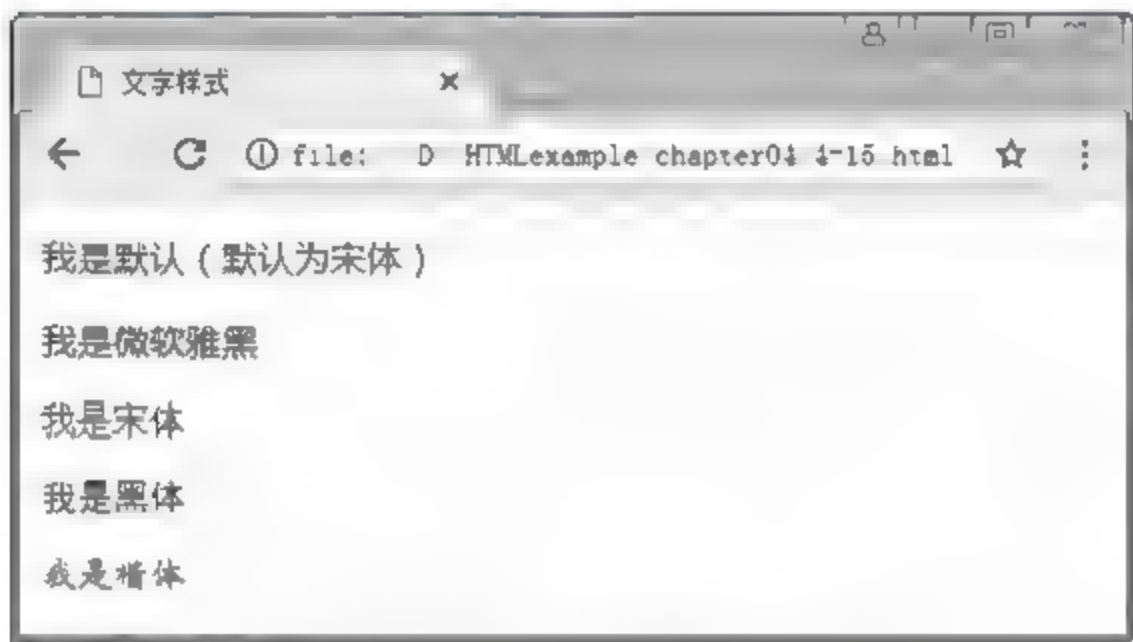 文字样式
file: D HTMLexample chapter04 4-15 html
我是默认（默认为宋体）
我是微软雅黑
我是宋体
我是黑体
我是楷体